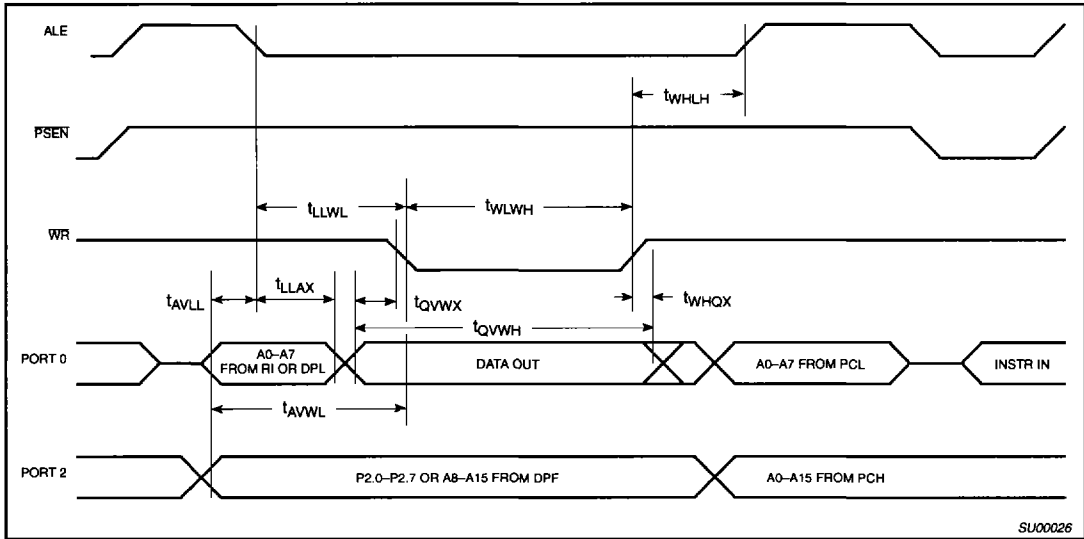 ALE
tWHLH
PSEN
tLLWL
tWLWH
WR
tAVLL
tLLAX
tQVWX
tWHQX
tQVWH
PORT 0
A0–A7
FROM RI OR DPL
DATA OUT
A0–A7 FROM PCL
INSTR IN
tAVWL
PORT 2
P2.0–P2.7 OR A8–A15 FROM DPF
A0–A15 FROM PCH
SU00026